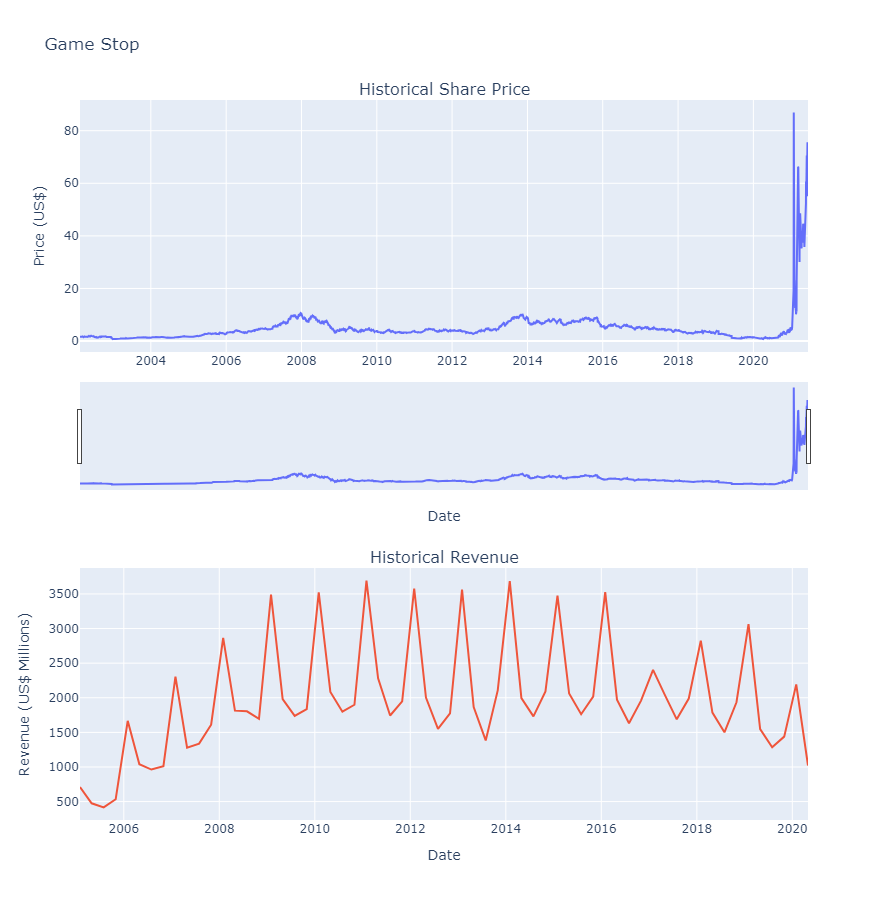 Game Stop
Historical Share Price
Price (US$)
80
60
40
20
0
2004 2006 2008 2010 2012 2014 2016 2018 2020
Date
Historical Revenue
Revenue (US$ Millions)
3500
3000
2500
2000
1500
1000
500
2006 2008 2010 2012 2014 2016 2018 2020
Date